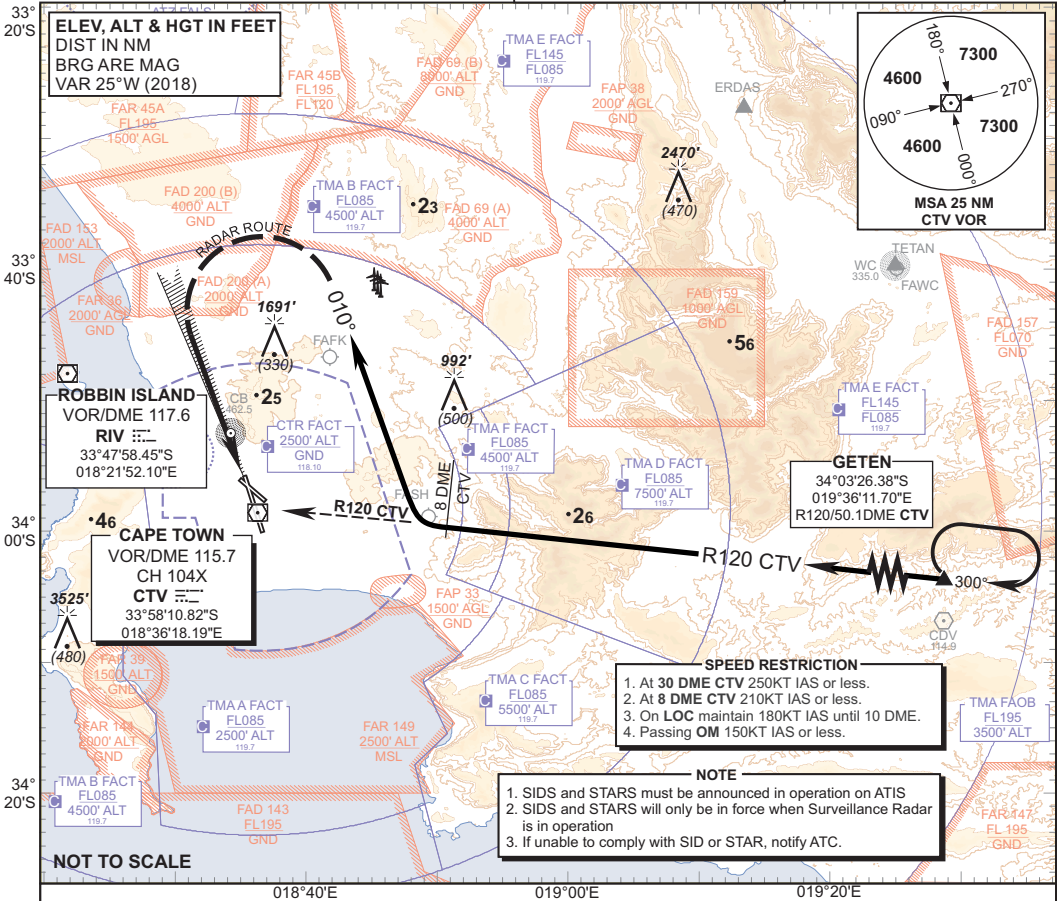 33°
20'S
ELEV, ALT & HGT IN FEET
DIST IN NM
BRG ARE MAG
VAR 25°W (2018)
FAR 45A
FL195
1500' AGL
FAR 45B
FL195
FL120
FAD 69 (B)
8000' ALT
GND
TMA E FACT
FL145
FL085
119.7
C
FAP 38
2000' AGL
GND
ERDAS
180°
7300
4600
270°
090°
7300
4600
000°
MSA 25 NM
CTV VOR
2470'
(470)
FAD 200 (B)
4000' ALT
GND
TMA B FACT
FL085
4500' ALT
119.7
C
23
FAD 69 (A)
4000' ALT
GND
FAD 153
2000' ALT
MSL
RADAR ROUTE
33°
40'S
FAD 200 (A)
2000' ALT
GND
FAR 36
2000' AGL
GND
010°
TETAN
WC
335.0
FAWC
FAD 159
1000' AGL
GND
56
FAD 157
FL070
GND
1691'
(330)
FAFK
992'
(500)
ROBBIN ISLAND
VOR/DME 117.6
RIV
33°47'58.45"S
018°21'52.10"E
CB
462.5
25
CTR FACT
2500' ALT
GND
118.10
C
TMA F FACT
FL085
4500' ALT
119.7
C
TMA E FACT
FL145
FL085
119.7
C
TMA D FACT
FL085
7500' ALT
119.7
C
GETEN
34°03'26.38"S
019°36'11.70"E
R120/50.1DME CTV
8 DME
CTV
FASH
R120 CTV
26
34°
00'S
46
R120 CTV
300°
CAPE TOWN
VOR/DME 115.7
CH 104X
CTV
33°58'10.82"S
018°36'18.19"E
FAP 33
1500' AGL
GND
3525'
(480)
CDV
114.9
FAR 39
1500' ALT
GND
SPEED RESTRICTION
1. At 30 DME CTV 250KT IAS or less.
2. At 8 DME CTV 210KT IAS or less.
3. On LOC maintain 180KT IAS until 10 DME.
4. Passing OM 150KT IAS or less.
TMA C FACT
FL085
5500' ALT
119.7
C
TMA A FACT
FL085
2500' ALT
119.7
C
FAR 144
2000' ALT
GND
FAR 149
2500' ALT
MSL
TMA FAOB
FL195
3500' ALT
34°
20'S
TMA B FACT
FL085
4500' ALT
119.7
C
FAD 143
FL195
GND
NOTE
1. SIDS and STARS must be announced in operation on ATIS
2. SIDS and STARS will only be in force when Surveillance Radar
is in operation
3. If unable to comply with SID or STAR, notify ATC.
FAR 147
FL 195
GND
NOT TO SCALE
018°40'E
019°00'E
019°20'E